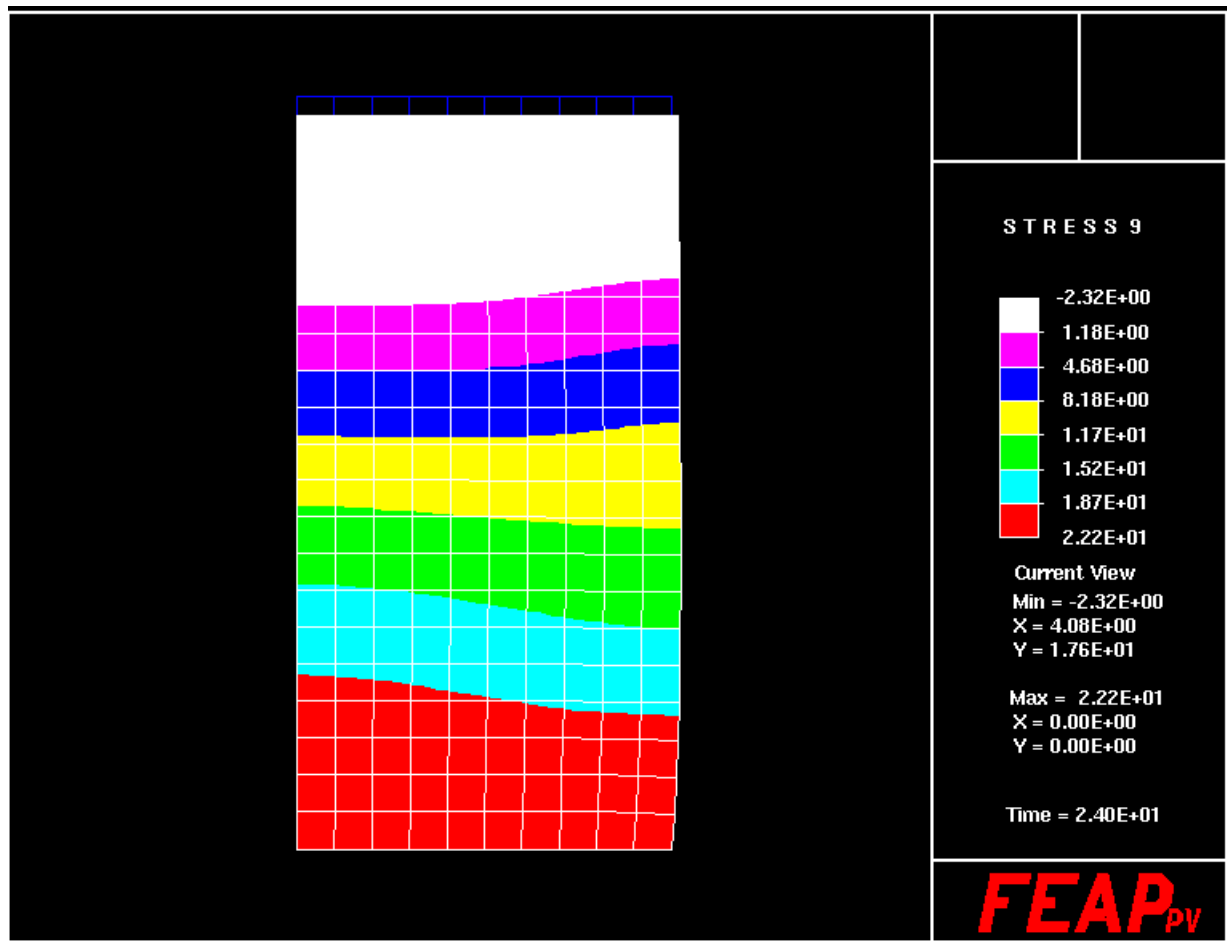 S T R E S S 9
-2.32E+00
1.18E+00
4.68E+00
8.18E+00
1.17E+01
1.52E+01
1.87E+01
2.22E+01
Current View
Min = -2.32E+00
X = 4.08E+00
Y = 1.76E+01
Max = 2.22E+01
X = 0.00E+00
Y = 0.00E+00
Time = 2.40E+01
FEAPPV